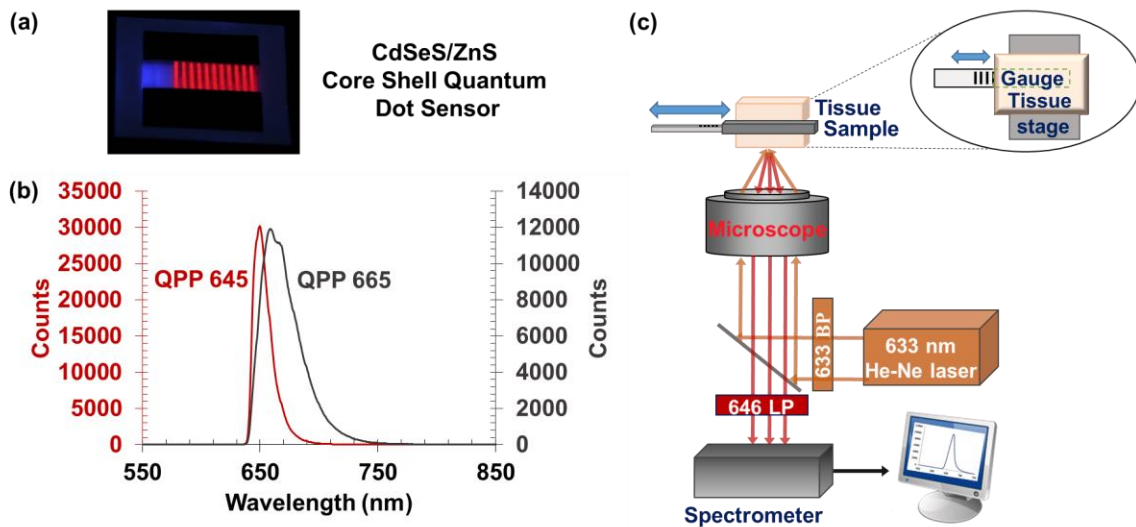 (a)
CdSeS/ZnS
Core Shell Quantum
Dot Sensor
(b)
35000
30000
25000
20000
15000
10000
5000
0
Counts
14000
12000
10000
8000
6000
4000
2000
0
Counts
QPP 645
QPP 665
550
650
750
850
Wavelength (nm)
(c)
Gauge
Tissue
stage
Tissue
Sample
Microscope
633 BP
633 nm
He-Ne laser
646 LP
Spectrometer